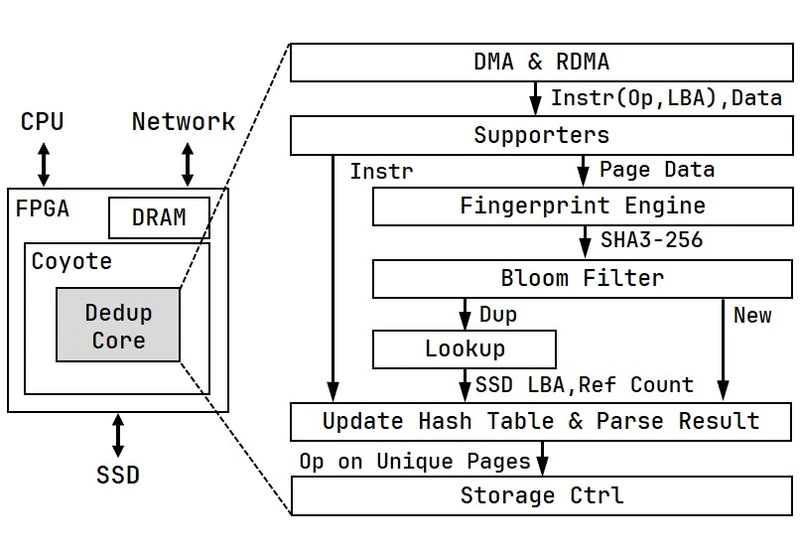 CPU
Network
FPGA
DRAM
Coyote
Dedup
Core
SSD
DMA & RDMA
Instr(Op,LBA),Data
Supporters
Instr
Page Data
Fingerprint Engine
SHA3-256
Bloom Filter
Dup
New
Lookup
SSD LBA,Ref Count
Update Hash Table & Parse Result
Op on Unique Pages
Storage Ctrl